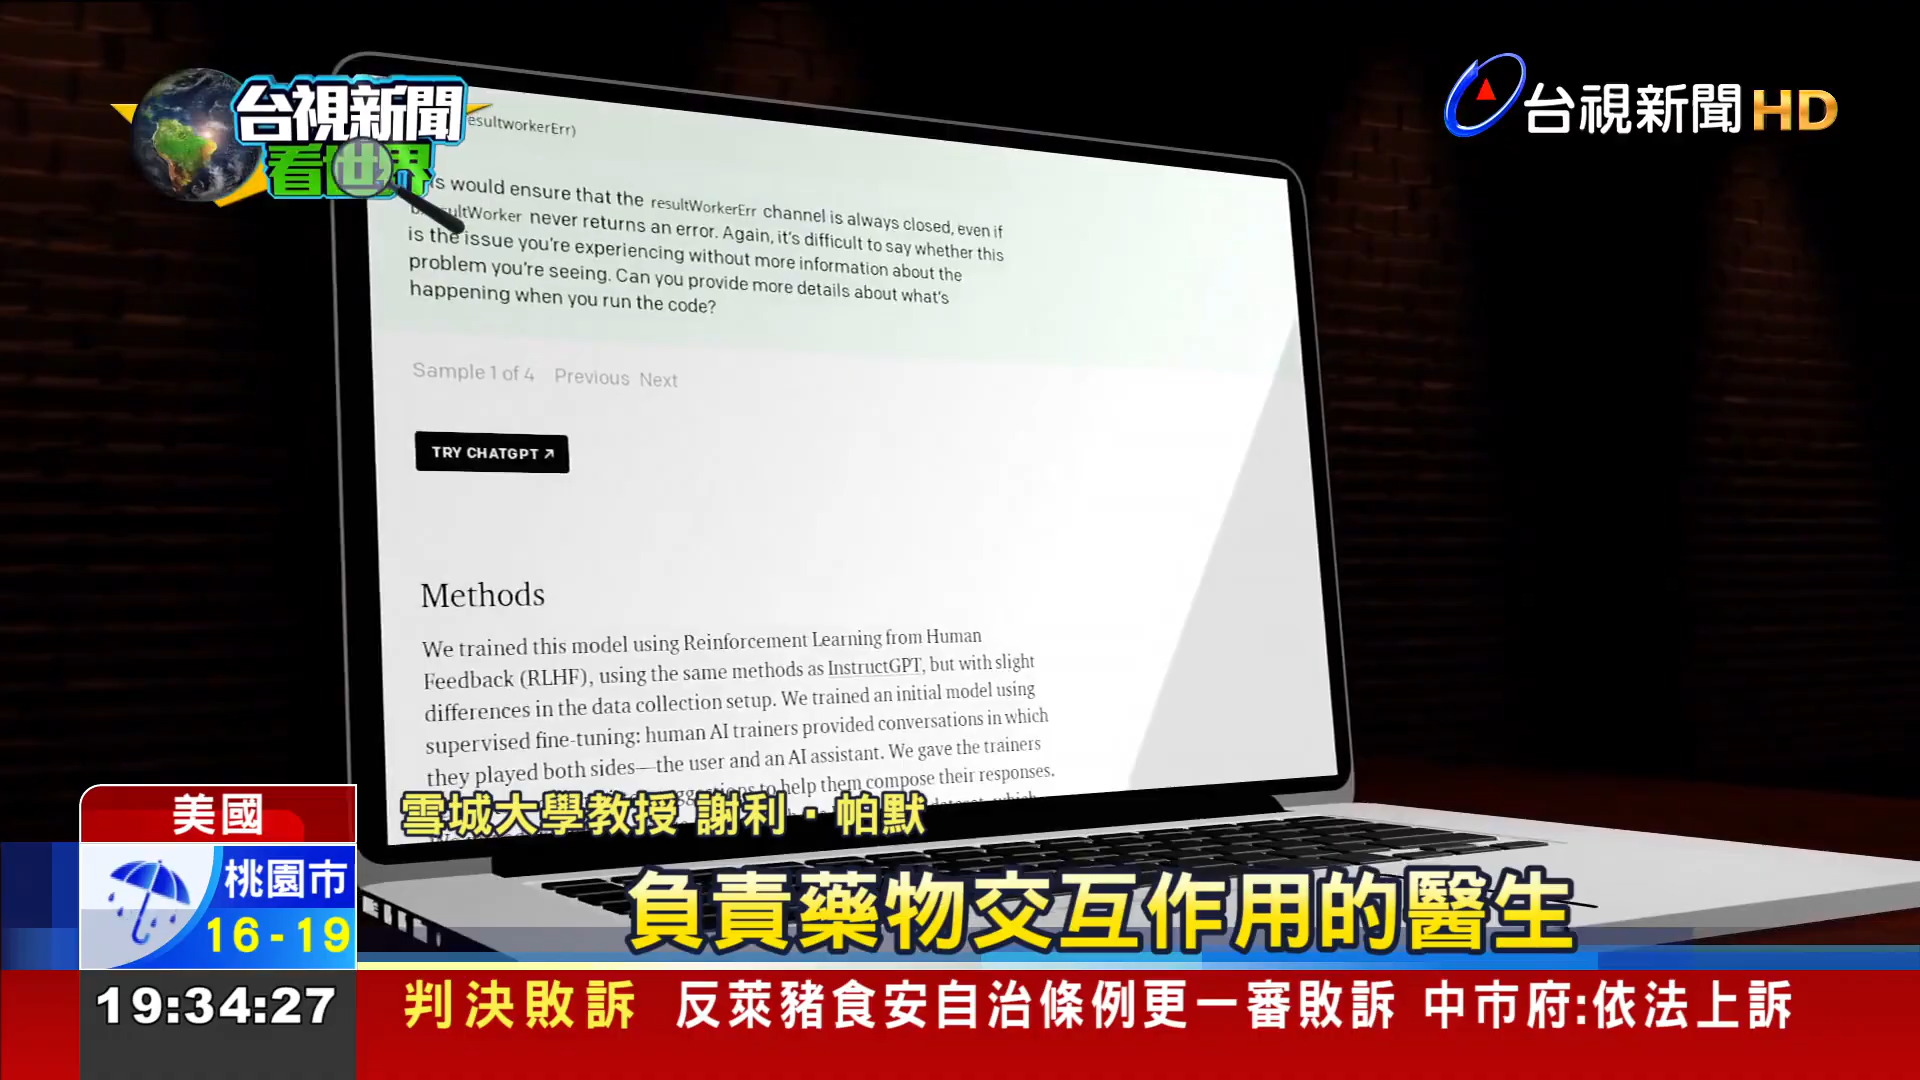 台視新聞
看世界
台視新聞HD
esultworkerErr)
s would ensure that the resultWorkerErr channel is always closed, even if
ultWorker never returns an error. Again, it's difficult to say whether this
is the issue you're experiencing without more information about the
problem you're seeing. Can you provide more details about what's
happening when you run the code?
Sample 1 of 4 Previous Next
TRY CHATGPT ↗
Methods
We trained this model using Reinforcement Learning from Human
Feedback (RLHF), using the same methods as InstructGPT, but with slight
differences in the data collection setup. We trained an initial model using
supervised fine-tuning: human AI trainers provided conversations in which
they played both sides—the user and an AI assistant. We gave the trainers
to help them compose their responses.
雪城大學教授 謝利·帕默
負責藥物交互作用的醫生
美國
桃園市
16-19
19:34:27
判決敗訴 反萊豬食安自治條例更一審敗訴 中市府:依法上訴